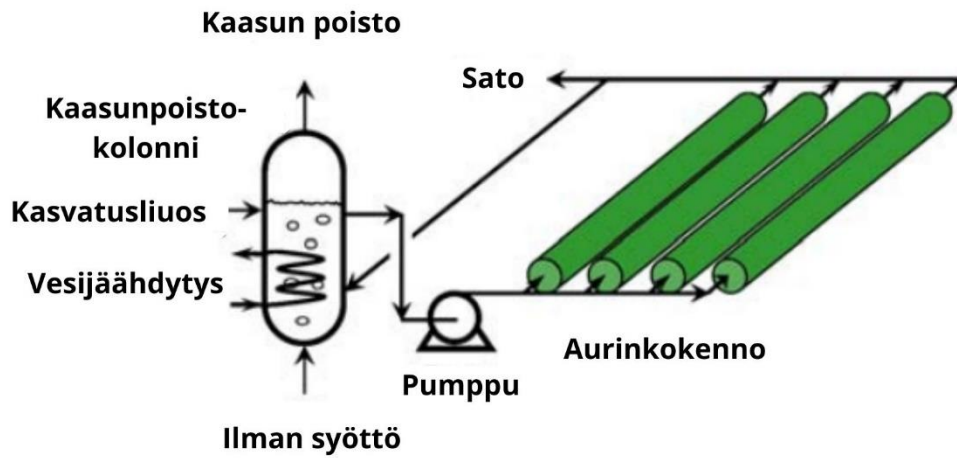 Kaasun poisto
Sato
Kaasunpoisto-
kolonni
Kasvatusliuos
Vesijäähdytys
Aurinkokenno
Pumppu
Ilman syöttö